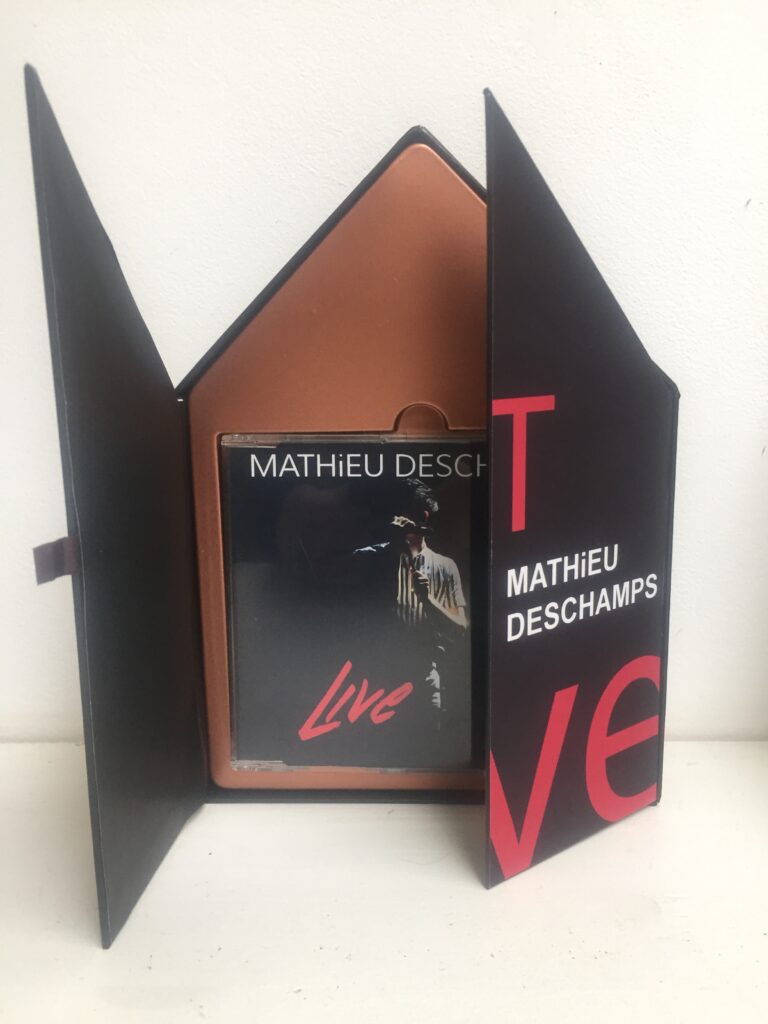 MATHiEU DESCH
Live
T
MATHiEU
DESCHAMPS
ve